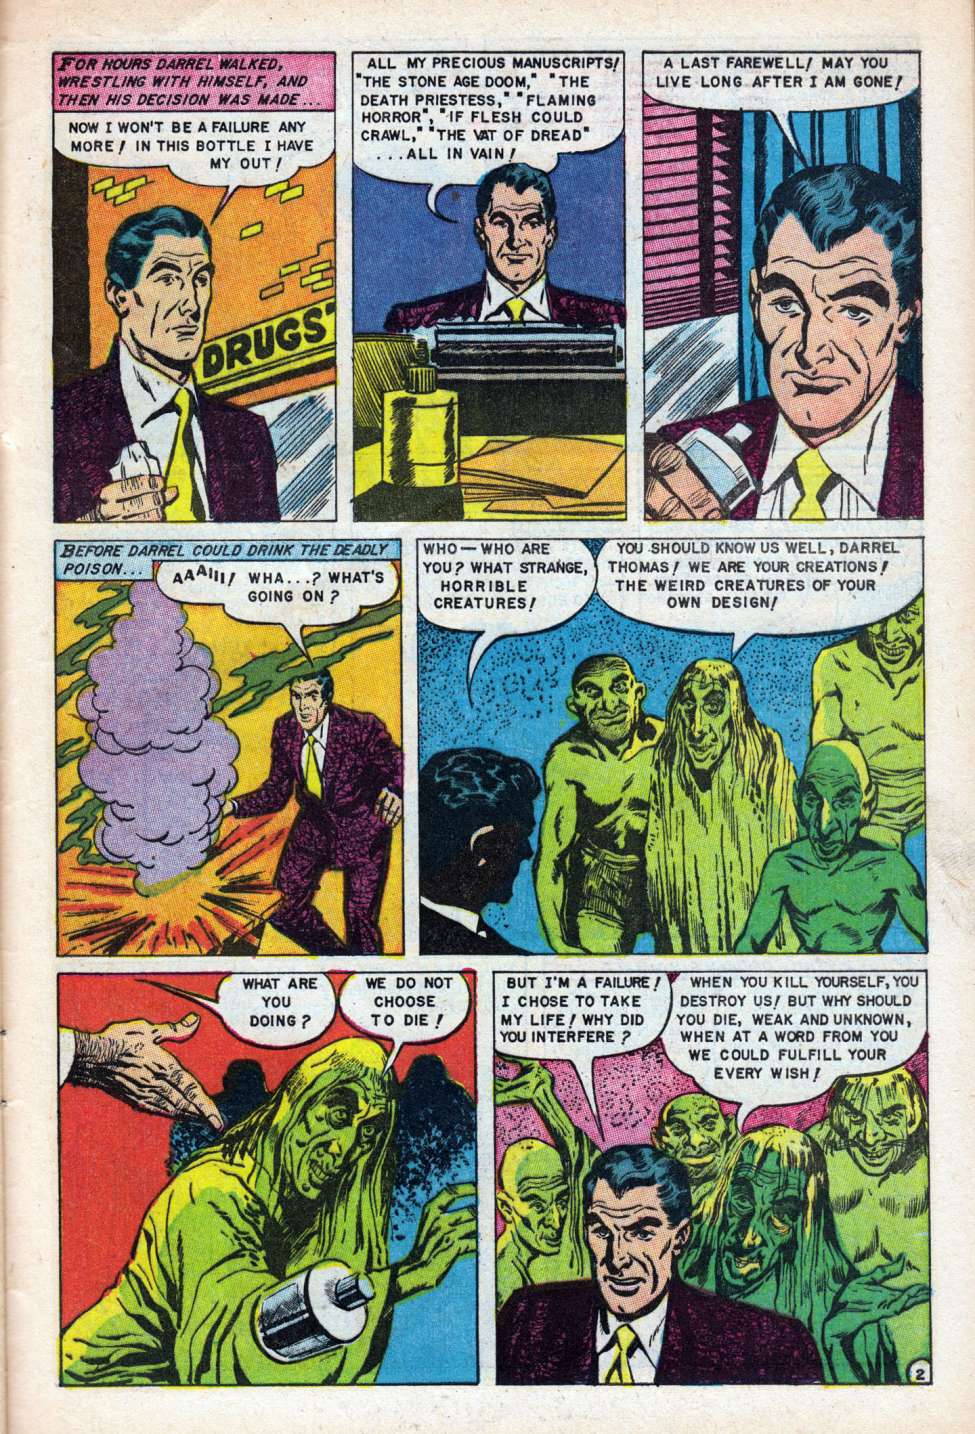 FOR HOURS DARREL WALKED,
WRESTLING WITH HIMSELF, AND
THEN HIS DECISION WAS MADE...
NOW I WON'T BE A FAILURE ANY
MORE! IN THIS BOTTLE I HAVE
MY OUT!
DRUGS
ALL MY PRECIOUS MANUSCRIPTS!
"THE STONE AGE DOOM," "THE
DEATH PRIESTESS," "FLAMING
HORROR", "IF FLESH COULD
CRAWL," "THE VAT OF DREAD"
...ALL IN VAIN!
A LAST FAREWELL! MAY YOU
LIVE LONG AFTER I AM GONE!
BEFORE DARREL COULD DRINK THE DEADLY
POISON...
AAAIII! WHA...? WHAT'S
GOING ON?
WHO— WHO ARE
YOU? WHAT STRANGE,
HORRIBLE
CREATURES!
YOU SHOULD KNOW US WELL, DARREL
THOMAS! WE ARE YOUR CREATIONS!
THE WEIRD CREATURES OF YOUR
OWN DESIGN!
WHAT ARE
YOU
DOING?
WE DO NOT
CHOOSE
TO DIE!
BUT I'M A FAILURE!
I CHOSE TO TAKE
MY LIFE! WHY DID
YOU INTERFERE?
WHEN YOU KILL YOURSELF, YOU
DESTROY US! BUT WHY SHOULD
YOU DIE, WEAK AND UNKNOWN,
WHEN AT A WORD FROM YOU
WE COULD FULFILL YOUR
EVERY WISH!
2